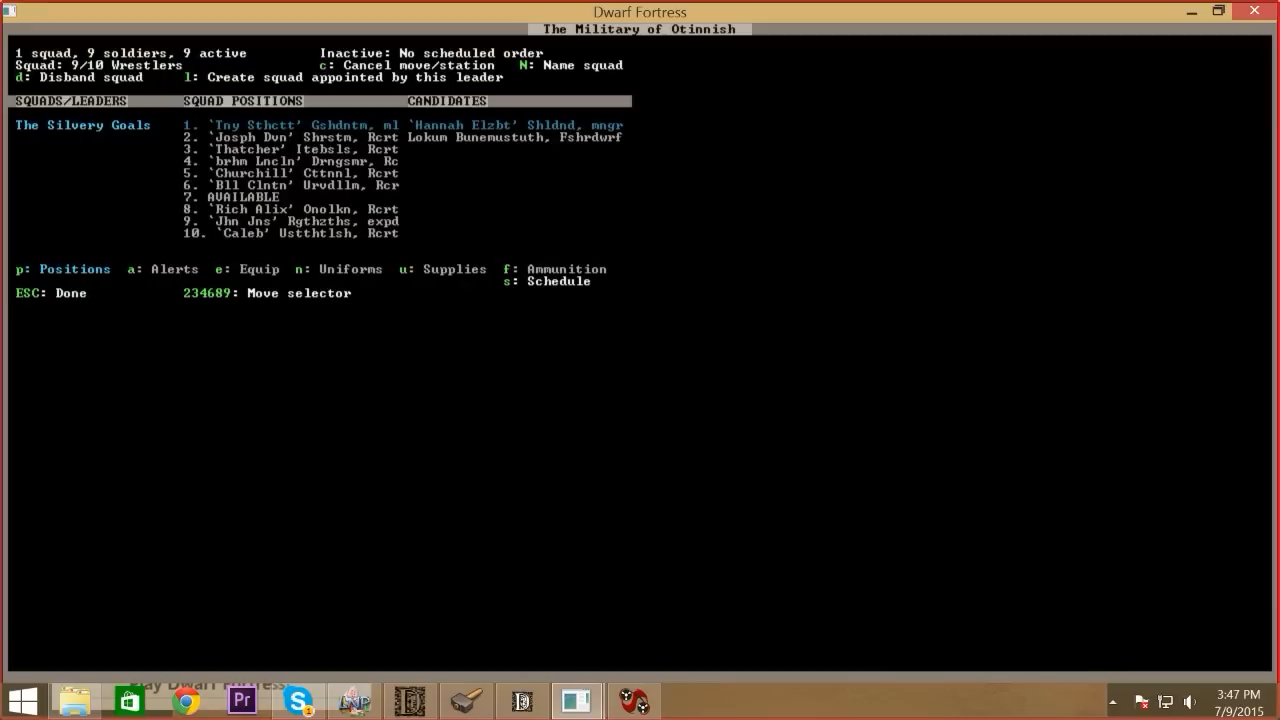 Dwarf Fortress
The Military of Otinnish
1 squad, 9 soldiers, 9 active Inactive: No scheduled order
Squad: 9/10 Wrestlers c: Cancel move/station N: Name squad
d: Disband squad l: Create squad appointed by this leader
SQUADS/LEADERS SQUAD POSITIONS CANDIDATES
The Silvery Goals 1. `Tny Sthctt' Gshdntm, ml `Hannah Elzbt' Shldnd, mngr
2. `Josph Dvn' Shrstm, Rcrt Lokum Bunemustuth, Fshrdwrf
3. `Thatcher' Itebsls, Rcrt
4. `brhm Lncln' Drngsmr, Rc
5. `Churchill' Cttnnl, Rcrt
6. `Bll Clntn' Urvdllm, Rcr
7. AVAILABLE
8. `Rich Alix' Onolkn, Rcrt
9. `Jhn Jns' Rgthzths, expd
10. `Caleb' Ustthtlsh, Rcrt
p: Positions a: Alerts e: Equip n: Uniforms u: Supplies f: Ammunition
s: Schedule
ESC: Done 234689: Move selector
Play Dwarf Fortress
Pr
S
1
LNP
3:47 PM
7/9/2015